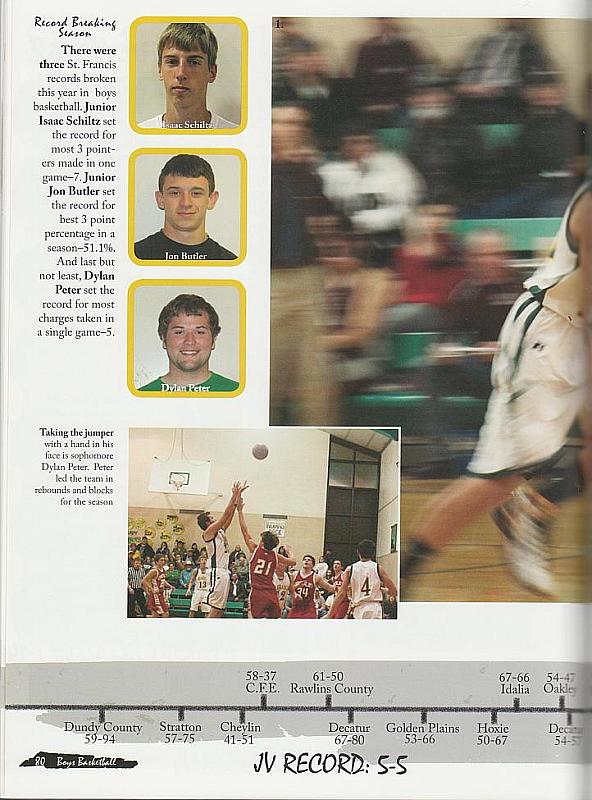 Record Breaking
Season
There were
three St. Francis
records broken
this year in boys
basketball. Junior
Isaac Schiltz set
the record for
most 3 point-
ers made in one
game–7. Junior
Jon Butler set
the record for
best 3 point
percentage in a
season–51.1%.
And last but
not least, Dylan
Peter set the
record for most
charges taken in
a single game–5.
Isaac Schiltz
Jon Butler
Dylan Peter
1.
Taking the jumper
with a hand in his
face is sophomore
Dylan Peter. Peter
led the team in
rebounds and blocks
for the season
21
34
13
4
58-37
C.F.E.
61-50
Rawlins County
67-66
Idalia
54-47
Oakley
Dundy County
59-94
Stratton
57-75
Cheylin
41-51
Decatur
67-80
Golden Plains
53-66
Hoxie
50-67
Decatu
54-5
80 Boys Basketball
JV RECORD: 5-5